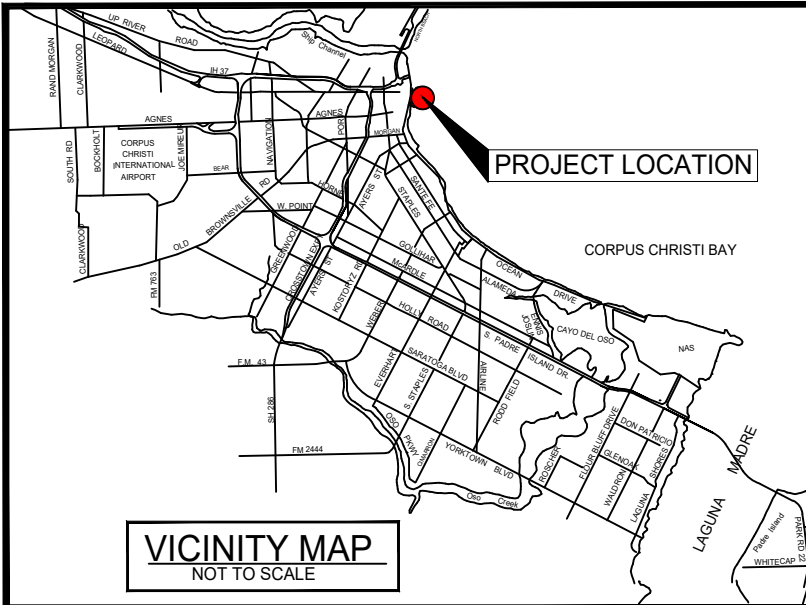 UP RIVER
ROAD
Ship Channel
LEOPARD
RAND MORGAN
CLARKWOOD
IH 37
AGNES
AGNES
PORT
MORGAN
SOUTH RD
BOCKHOLT
CORPUS
CHRISTI
INTERNATIONAL
AIRPORT
JOE MIREUR
NAVIGATION
BEAR
PROJECT LOCATION
CLARKWOOD
OLD
BROWNSVILLE
RD
HORNE
W. POINT
AYERS ST
STAPLES
SANTE FE
FM 763
GREENWOOD
CROSSTOWN EXP
AYERS ST
KOSTORYZ RD
GOLLIHAR
McARDLE
OCEAN
DRIVE
ALAMEDA
CORPUS CHRISTI BAY
WEBER
HOLLY ROAD
S. PADRE
ISLAND DR.
ENNIS
JOSLIN
CAYO DEL OSO
NAS
F.M. 43
SH 286
EVERHART
SARATOGA BLVD
S. STAPLES
AIRLINE
RODD FIELD
OSO
PKWY
CIMARRON
YORKTOWN BLVD
FM 2444
Oso Creek
ROSCHER
FLOUR BLUFF DRIVE
DON PATRICIO
GLENOAK
WALDRON
LAGUNA
SHORES
LAGUNA
MADRE
Padre Island
PARK RD 22
WHITECAP
VICINITY MAP
NOT TO SCALE